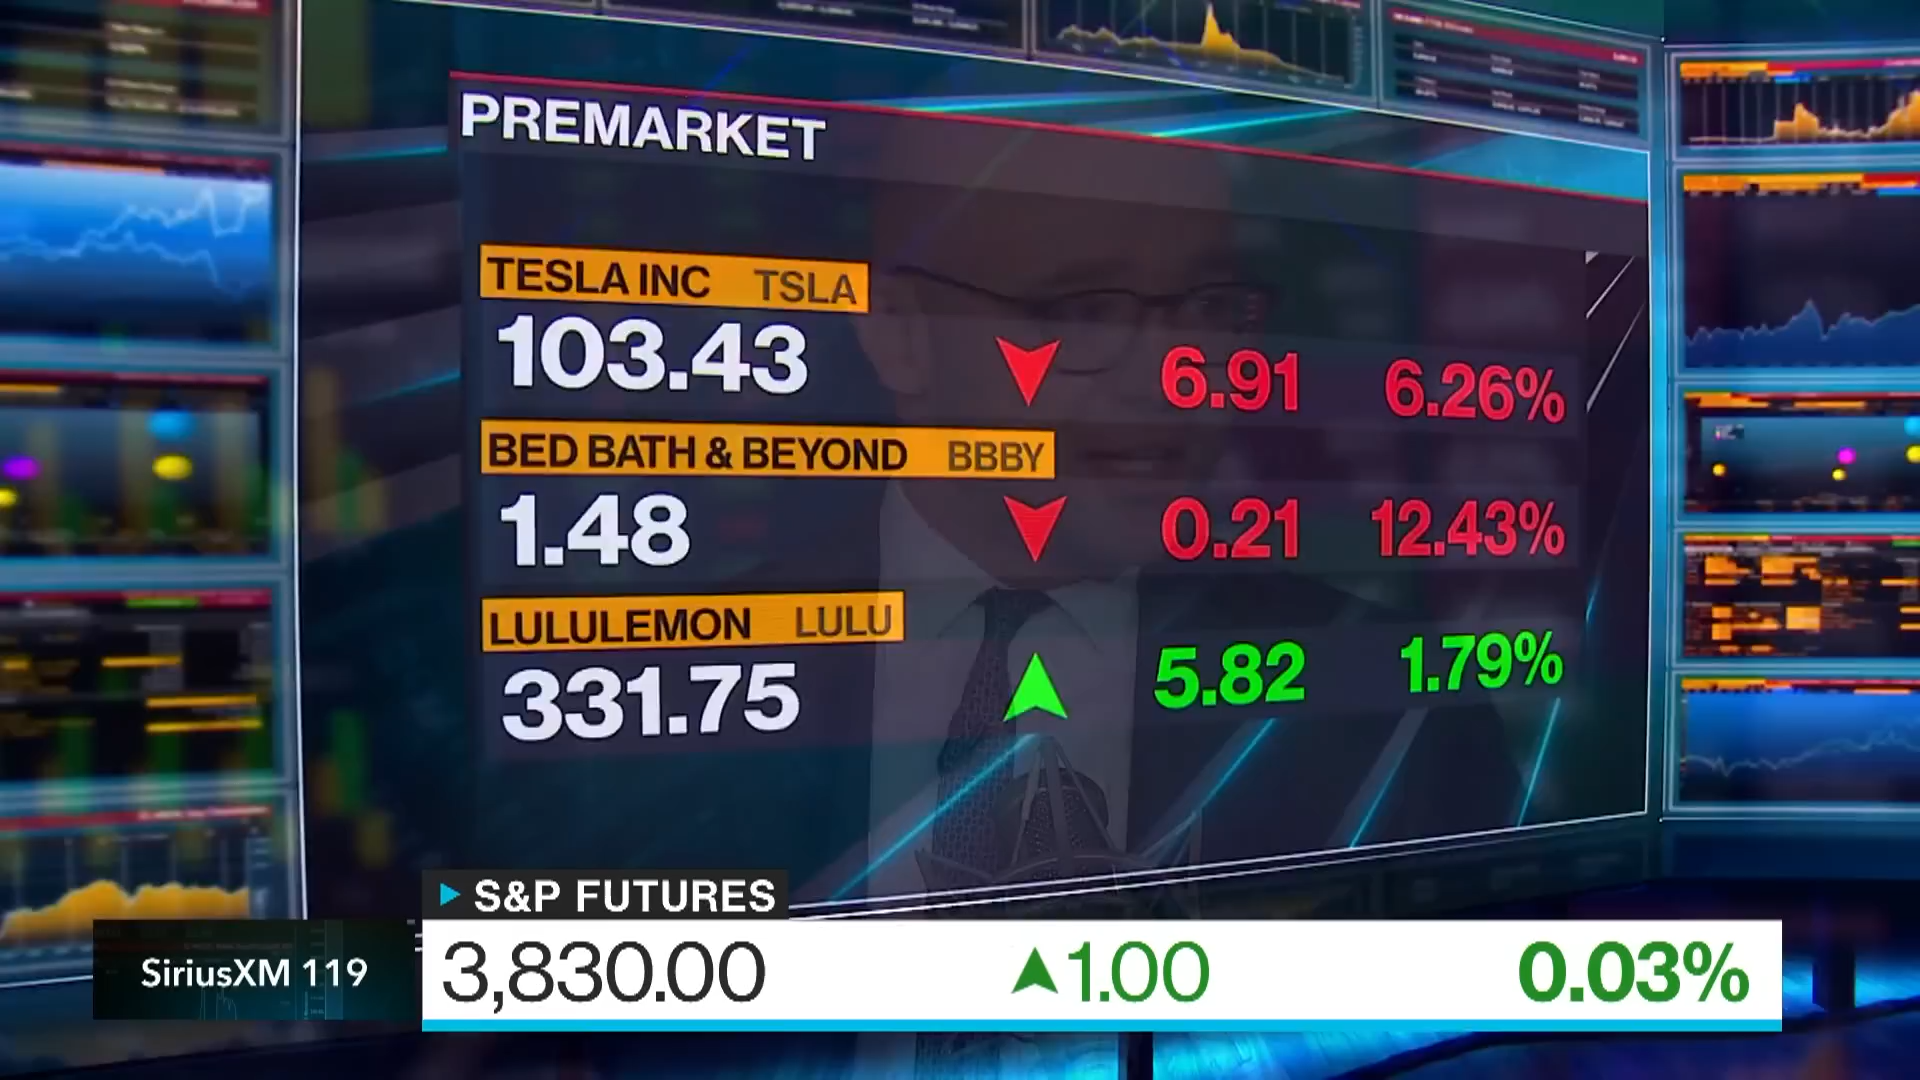 PREMARKET
TESLA INC TSLA
103.43 6.91 6.26%
BED BATH & BEYOND BBBY
1.48 0.21 12.43%
LULULEMON LULU
331.75 5.82 1.79%
S&P FUTURES
SiriusXM 119
3,830.00 1.00 0.03%